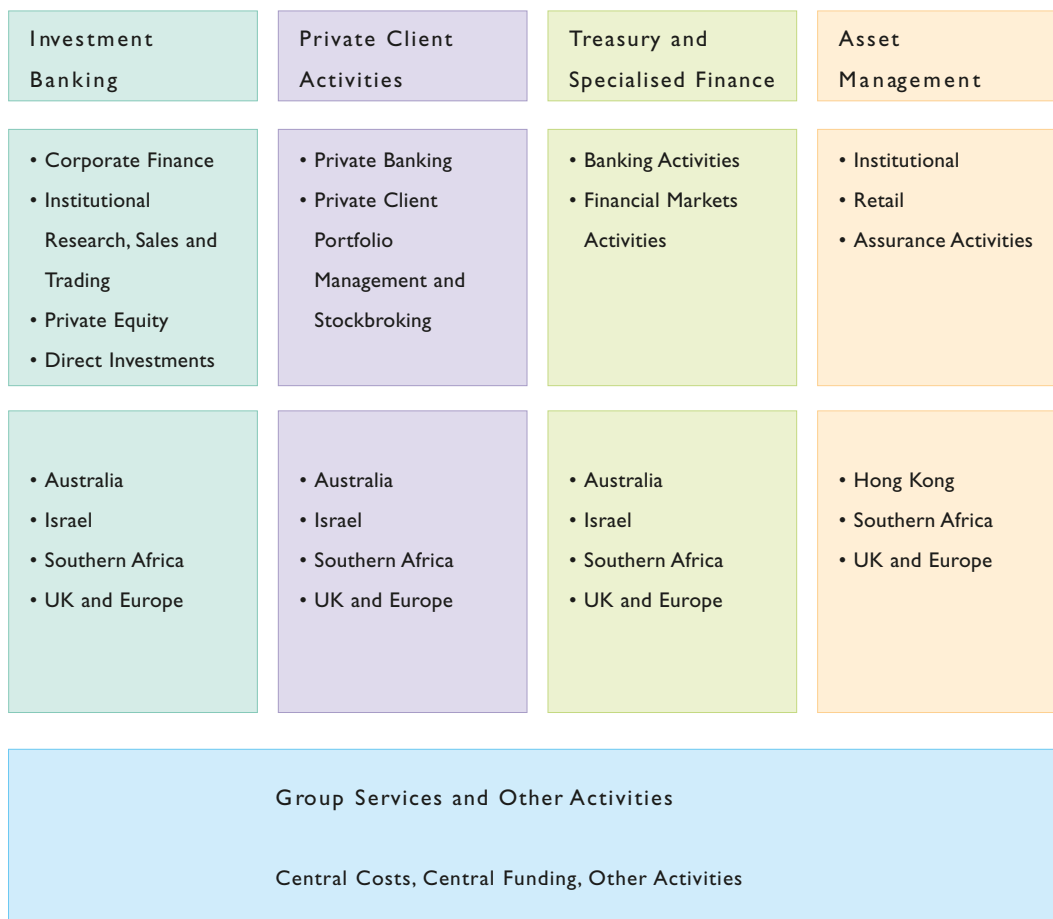 Investment
Banking
Private Client
Activities
Treasury and
Specialised Finance
Asset
Management
• Corporate Finance
• Institutional
Research, Sales and
Trading
• Private Equity
• Direct Investments
• Private Banking
• Private Client
Portfolio
Management and
Stockbroking
• Banking Activities
• Financial Markets
Activities
• Institutional
• Retail
• Assurance Activities
• Australia
• Israel
• Southern Africa
• UK and Europe
• Australia
• Israel
• Southern Africa
• UK and Europe
• Australia
• Israel
• Southern Africa
• UK and Europe
• Hong Kong
• Southern Africa
• UK and Europe
Group Services and Other Activities
Central Costs, Central Funding, Other Activities